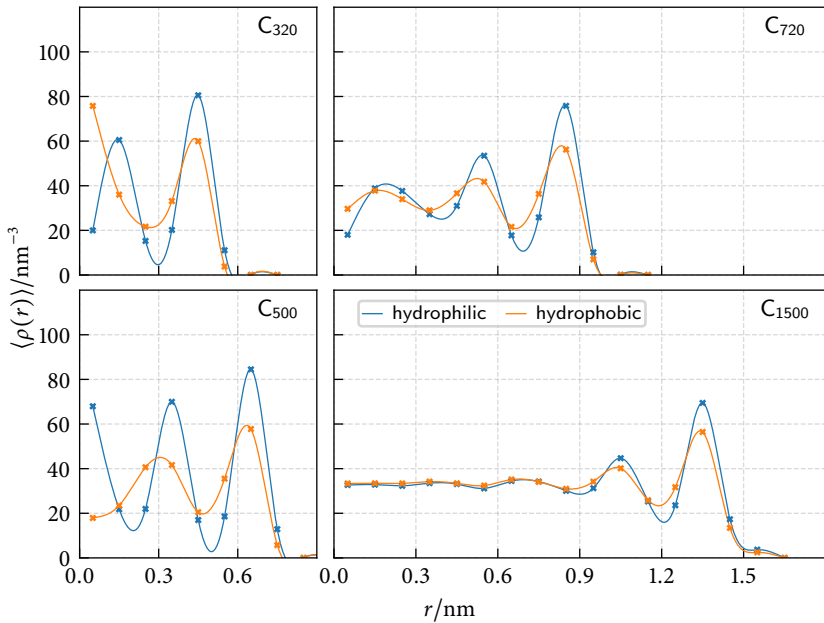 C₃₂₀
C₇₂₀
100
80
60
40
20
0
⟨ρ(r)⟩/nm⁻³
C₅₀₀
hydrophilic hydrophobic
C₁₅₀₀
100
80
60
40
20
0
0.0 0.3 0.6 0.0 0.3 0.6 0.9 1.2 1.5
r/nm